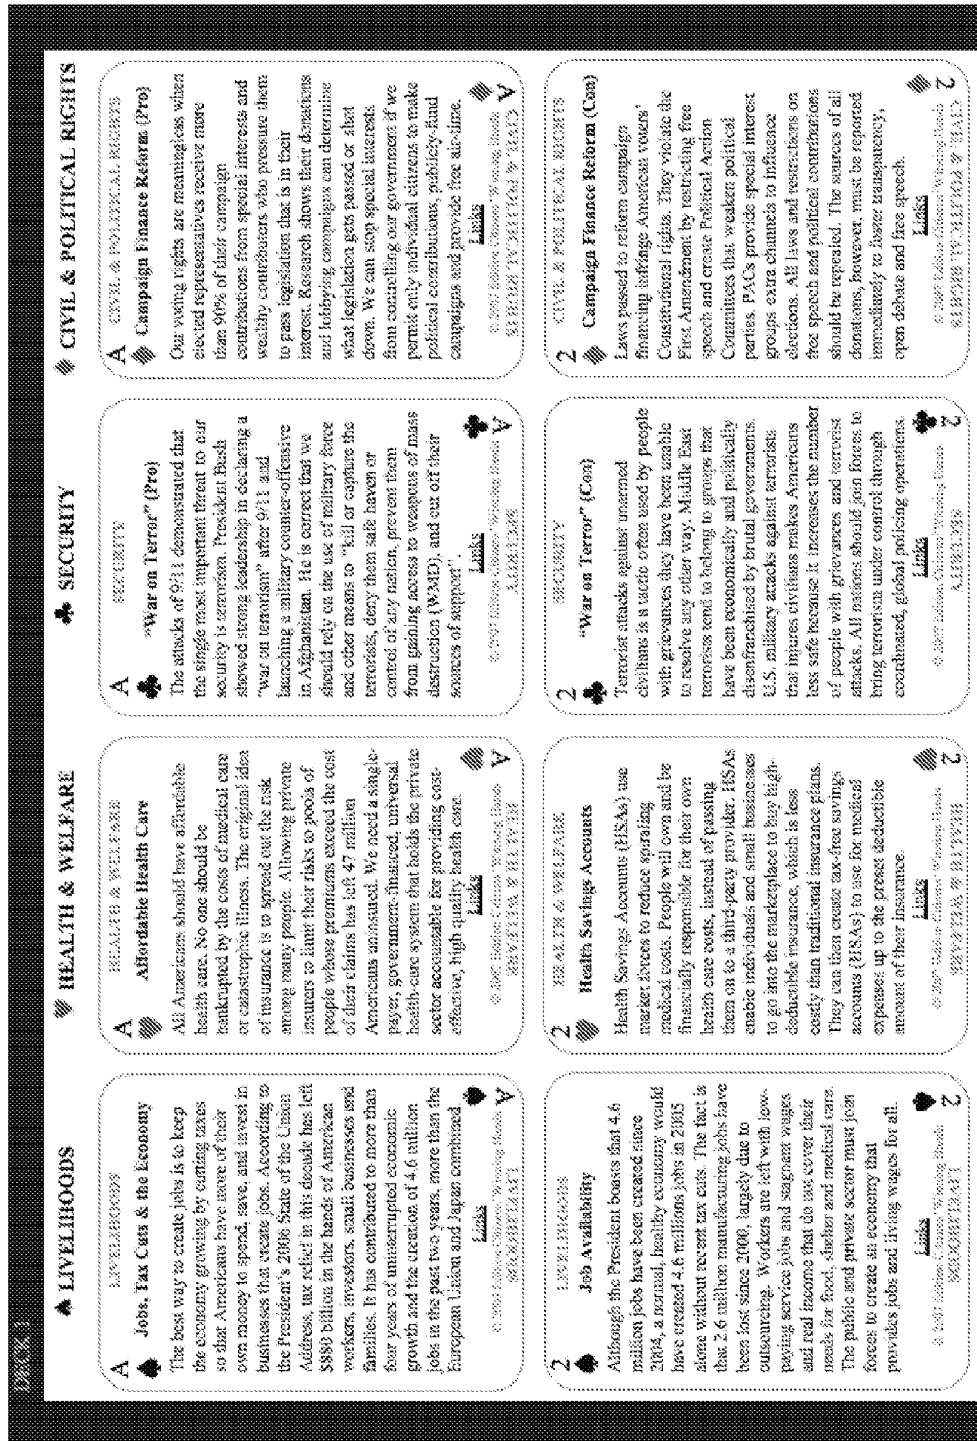 DECK 1
♠ LIVELIHOODS
♥ HEALTH & WELFARE
♣ SECURITY
♦ CIVIL & POLITICAL RIGHTS
A
LIVELIHOODS
Jobs, Tax Cuts & the Economy
The best way to create jobs is to keep
the economy growing by cutting taxes
so that Americans have more of their
own money to spend, save, and invest in
businesses that create jobs. According to
the President's 2006 State of the Union
Address, tax relief in this decade has left
$880 billion in the hands of American
workers, investors, small businesses and
families. It has contributed to more than
four years of uninterrupted economic
growth and the creation of 4.6 million
jobs in the past two years, more than the
European Union and Japan combined.
Links
A
A
HEALTH & WELFARE
Affordable Health Care
All Americans should have affordable
health care. No one should be
bankrupted by the costs of medical care
or catastrophic illness. The original idea
of insurance is to spread out the risk
among many people. Allowing private
insurers to limit their risks to pools of
people whose premiums exceed the cost
of their claims has left 47 million
Americans uninsured. We need a single-
payer, government-financed, universal
health-care system that holds the private
sector accountable for providing cost-
effective, high quality health care.
Links
A
A
SECURITY
"War on Terror" (Pro)
The attacks of 9/11 demonstrated that
the single most important threat to our
security is terrorism. President Bush
showed strong leadership in declaring a
"war on terrorism" after 9/11 and
launching a military counter-offensive
in Afghanistan. He is correct that we
should rely on the use of military force
and other means to "kill or capture the
terrorists, deny them safe haven or
control of any nation, prevent them
from gaining access to weapons of mass
destruction (WMD), and cut off their
sources of support".
Links
A
A
CIVIL & POLITICAL RIGHTS
Campaign Finance Reform (Pro)
Our voting rights are meaningless when
elected representatives receive more
than 90% of their campaign
contributions from special interests and
wealthy contributors who pressure them
to pass legislation that is in their
interest. Research shows their donations
and lobbying campaigns can determine
what legislation gets passed or shot
down. We can stop special interests
from controlling our government if we
permit only individual citizens to make
political contributions, publicly-fund
campaigns and provide free air-time.
Links
A
2
LIVELIHOODS
Job Availability
Although the President boasts that 4.6
million jobs have been created since
2004, a normal, healthy economy would
have created 4.6 millions jobs in 2005
alone without recent tax cuts. The fact is
that 2.6 million manufacturing jobs have
been lost since 2000, largely due to
outsourcing. Workers are left with low-
paying service jobs and stagnant wages
and real income that do not cover their
needs for food, shelter and medical care.
The public and private sector must join
forces to create an economy that
provides jobs and living wages for all.
Links
2
2
HEALTH & WELFARE
Health Savings Accounts
Health Savings Accounts (HSAs) use
market forces to reduce spiraling
medical costs. People will own and be
financially responsible for their own
health care costs, instead of passing
them on to a third-party provider. HSAs
enable individuals and small businesses
to go into the marketplace to buy high-
deductible insurance, which is less
costly than traditional insurance plans.
They can then create tax-free savings
accounts (HSAs) to use for medical
expenses up to the preset deductible
amount of their insurance.
Links
2
2
SECURITY
"War on Terror" (Con)
Terrorist attacks against unarmed
civilians is a tactic often used by people
with grievances they have been unable
to resolve any other way. Middle East
terrorists tend to belong to groups that
have been economically and politically
disenfranchised by brutal governments.
U.S. military attacks against terrorists
that injures civilians makes Americans
less safe because it increases the number
of people with grievances and terrorist
attacks. All nations should join forces to
bring terrorism under control through
coordinated, global policing operations.
Links
2
2
CIVIL & POLITICAL RIGHTS
Campaign Finance Reform (Con)
Laws passed to reform campaign
financing infringe American voters'
Constitutional rights. They violate the
First Amendment by restricting free
speech and create Political Action
Committees that weaken political
parties. PACs provide special interest
groups extra channels to influence
elections. All laws and restrictions on
free speech and political contributions
should be repealed. The sources of all
donations, however, must be reported
immediately to foster transparency,
open debate and free speech.
Links
2